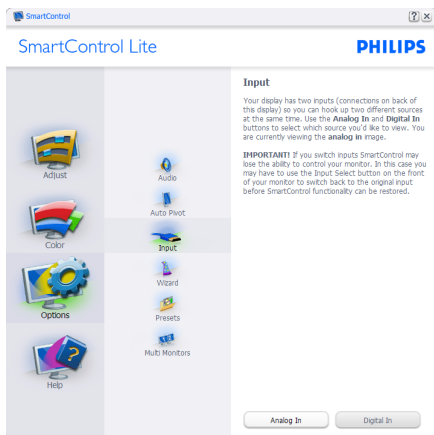 SmartControl
SmartControl Lite
PHILIPS
Adjust
Color
Options
Help
Audio
Auto Pivot
Input
Wizard
Presets
Multi Monitors
Input
Your display has two inputs (connections on back of
this display) so you can hook up two different sources
at the same time. Use the Analog In and Digital In
buttons to select which source you'd like to view. You
are currently viewing the analog in image.
IMPORTANT! If you switch inputs SmartControl may
lose the ability to control your monitor. In this case you
may have to use the Input Select button on the front
of your monitor to switch back to the original input
before SmartControl functionality can be restored.
Analog In
Digital In